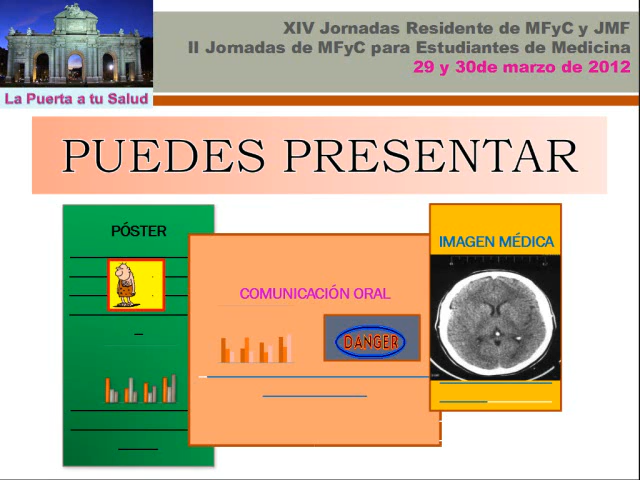 XIV Jornadas Residente de MFyC y JMF
II Jornadas de MFyC para Estudiantes de Medicina
29 y 30de marzo de 2012
La Puerta a tu Salud
PUEDES PRESENTAR
PÓSTER
COMUNICACIÓN ORAL
DANGER
IMAGEN MÉDICA